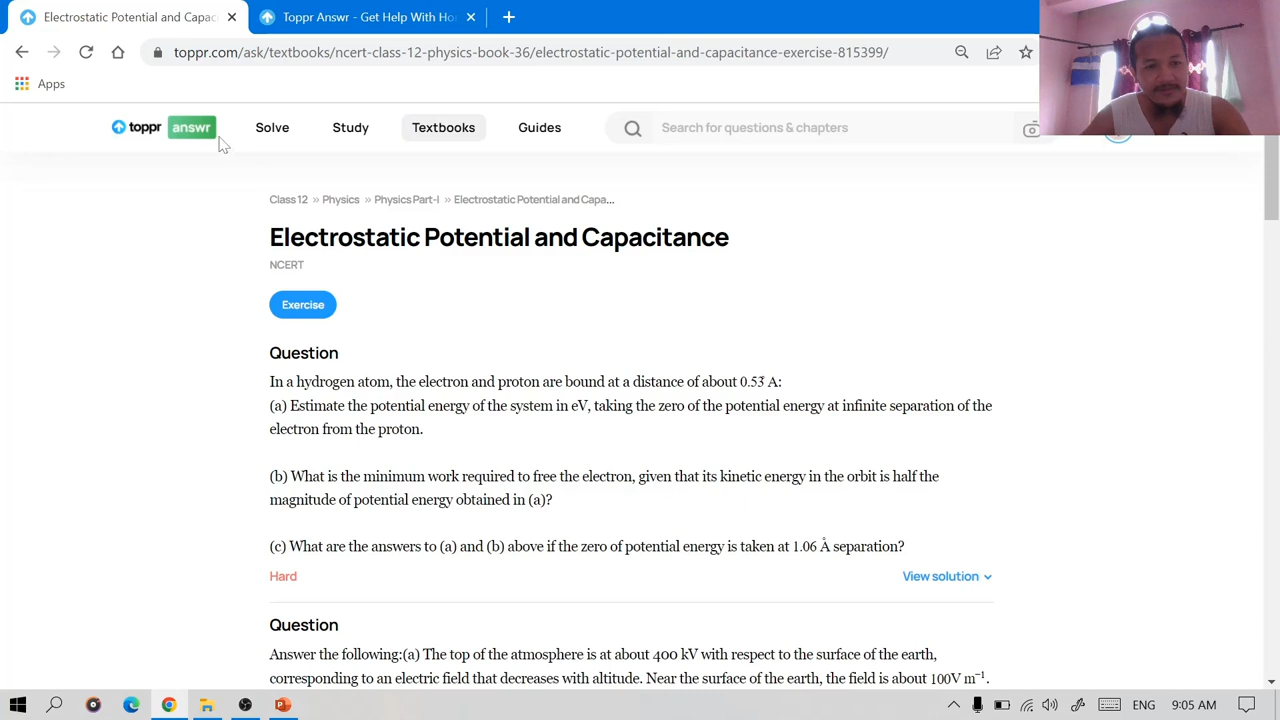 Electrostatic Potential and Capac
Toppr Answr - Get Help With Ho
toppr.com/ask/textbooks/ncert-class-12-physics-book-36/electrostatic-potential-and-capacitance-exercise-815399/
Apps
toppr answr
Solve
Study
Textbooks
Guides
Search for questions & chapters
Class 12 » Physics » Physics Part-I » Electrostatic Potential and Capa...
Electrostatic Potential and Capacitance
NCERT
Exercise
Question
In a hydrogen atom, the electron and proton are bound at a distance of about 0.53 A:
(a) Estimate the potential energy of the system in eV, taking the zero of the potential energy at infinite separation of the
electron from the proton.
(b) What is the minimum work required to free the electron, given that its kinetic energy in the orbit is half the
magnitude of potential energy obtained in (a)?
(c) What are the answers to (a) and (b) above if the zero of potential energy is taken at 1.06 Å separation?
Hard
View solution
Question
Answer the following:(a) The top of the atmosphere is at about 400 kV with respect to the surface of the earth,
corresponding to an electric field that decreases with altitude. Near the surface of the earth, the field is about 100V m⁻¹.
ENG
9:05 AM